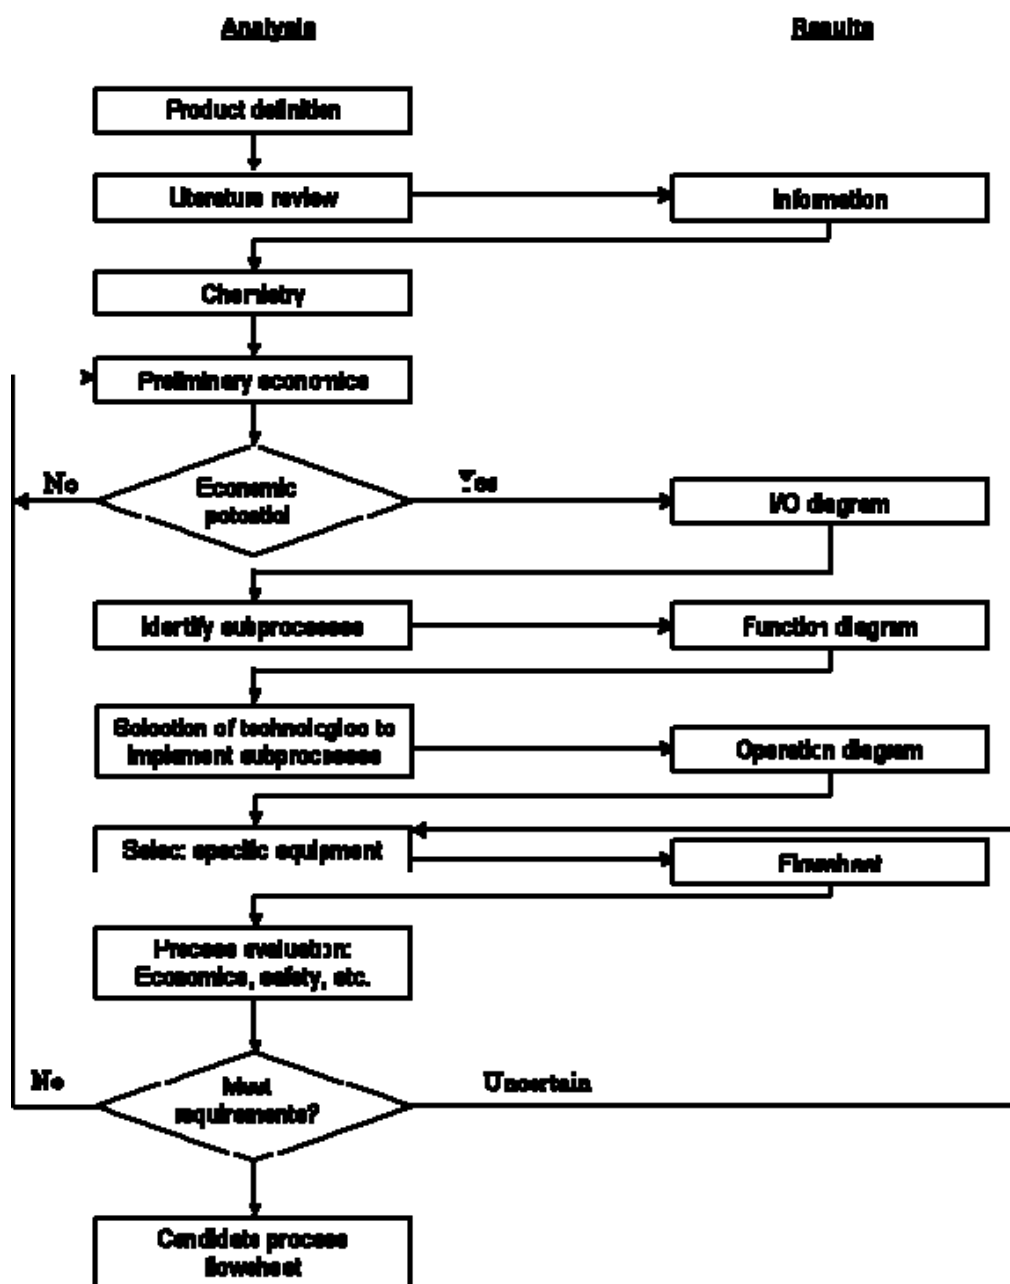 Analysis
Results
Product definition
Literature review
Information
Chemistry
Preliminary economics
No
Yes
Economic
potential
I/O diagram
Identify subprocesses
Function diagram
Selection of technologies to
implement subprocesses
Operation diagram
Select specific equipment
Flowsheet
Process evaluation:
Economics, safety, etc.
No
Uncertain
Meet
requirements?
Candidate process
flowsheet